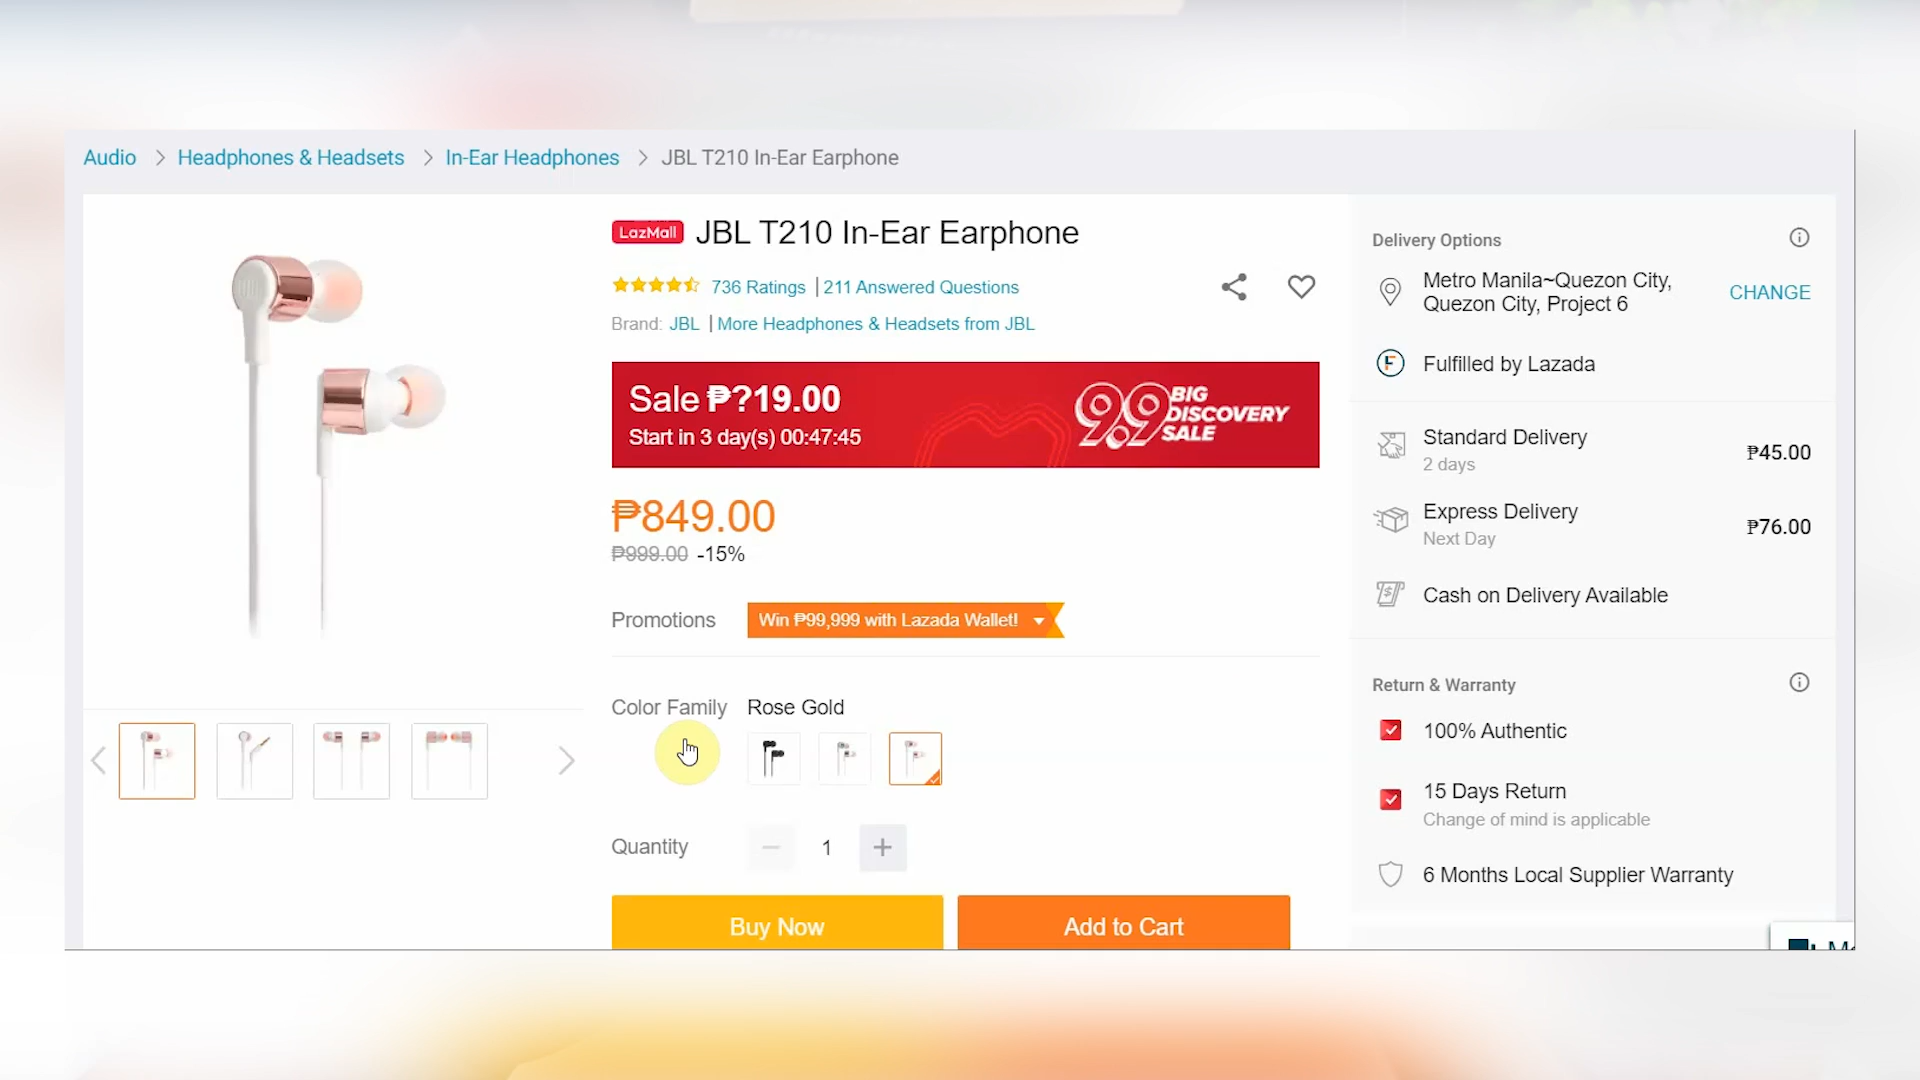 Audio > Headphones & Headsets > In-Ear Headphones > JBL T210 In-Ear Earphone
LazMall JBL T210 In-Ear Earphone
736 Ratings | 211 Answered Questions
Brand: JBL | More Headphones & Headsets from JBL
Sale ₱?19.00
Start in 3 day(s) 00:47:45
9.9 BIG DISCOVERY SALE
₱849.00
₱999.00 -15%
Promotions Win ₱99,999 with Lazada Wallet!
Color Family Rose Gold
Quantity 1
Buy Now Add to Cart
Delivery Options
Metro Manila~Quezon City,
Quezon City, Project 6
CHANGE
Fulfilled by Lazada
Standard Delivery ₱45.00
2 days
Express Delivery ₱76.00
Next Day
Cash on Delivery Available
Return & Warranty
100% Authentic
15 Days Return
Change of mind is applicable
6 Months Local Supplier Warranty